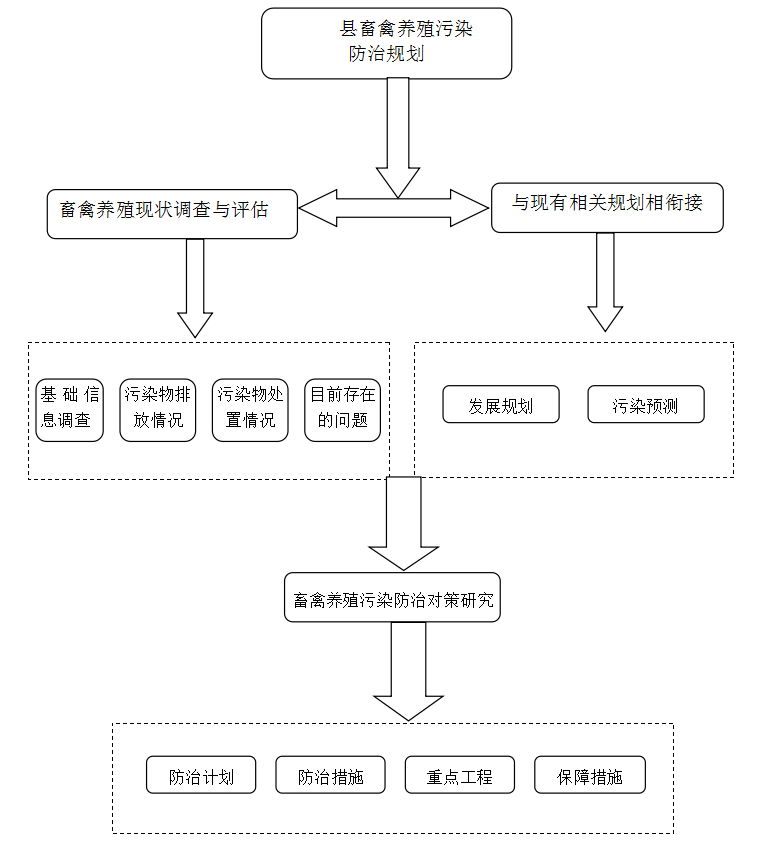 县畜禽养殖污染
防治规划
畜禽养殖现状调查与评估
与现有相关规划相衔接
基础信
息调查
污染物排
放情况
污染物处
置情况
目前存在
的问题
发展规划
污染预测
畜禽养殖污染防治对策研究
防治计划
防治措施
重点工程
保障措施